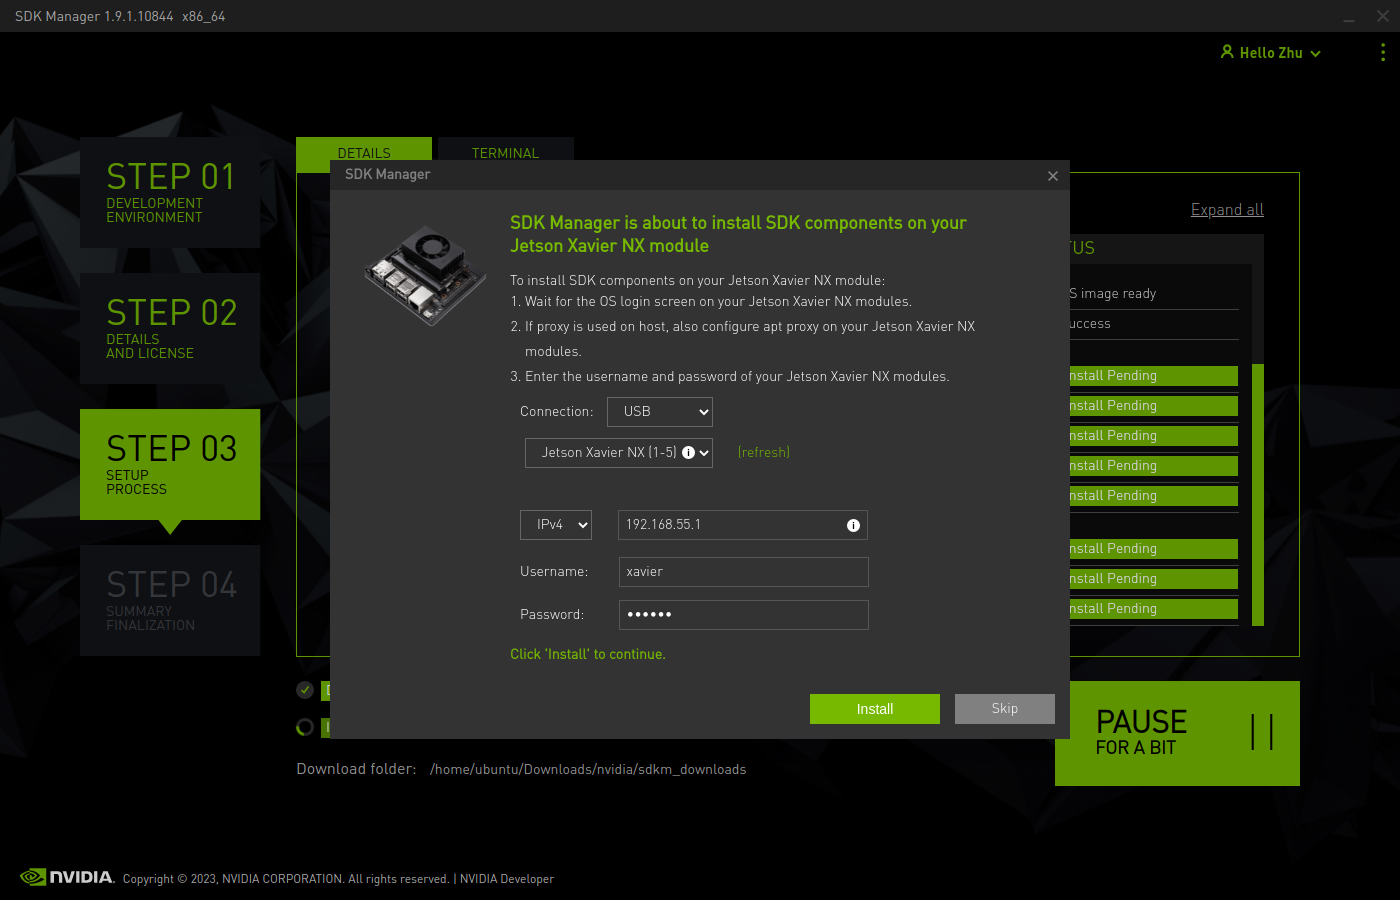 SDK Manager 1.9.1.10844 x86_64
Hello Zhu
STEP 01
DEVELOPMENT
ENVIRONMENT
STEP 02
DETAILS
AND LICENSE
STEP 03
SETUP
PROCESS
STEP 04
SUMMARY
FINALIZATION
DETAILS
TERMINAL
Expand all
TUS
S image ready
uccess
nstall Pending
nstall Pending
nstall Pending
nstall Pending
nstall Pending
nstall Pending
nstall Pending
nstall Pending
SDK Manager
SDK Manager is about to install SDK components on your
Jetson Xavier NX module
To install SDK components on your Jetson Xavier NX module:
1. Wait for the OS login screen on your Jetson Xavier NX modules.
2. If proxy is used on host, also configure apt proxy on your Jetson Xavier NX
modules.
3. Enter the username and password of your Jetson Xavier NX modules.
Connection: USB
Jetson Xavier NX (1-5) (refresh)
IPv4 192.168.55.1
Username: xavier
Password: ••••••
Click 'Install' to continue.
Install Skip
PAUSE
FOR A BIT
Download folder: /home/ubuntu/Downloads/nvidia/sdkm_downloads
NVIDIA. Copyright © 2023, NVIDIA CORPORATION. All rights reserved. | NVIDIA Developer